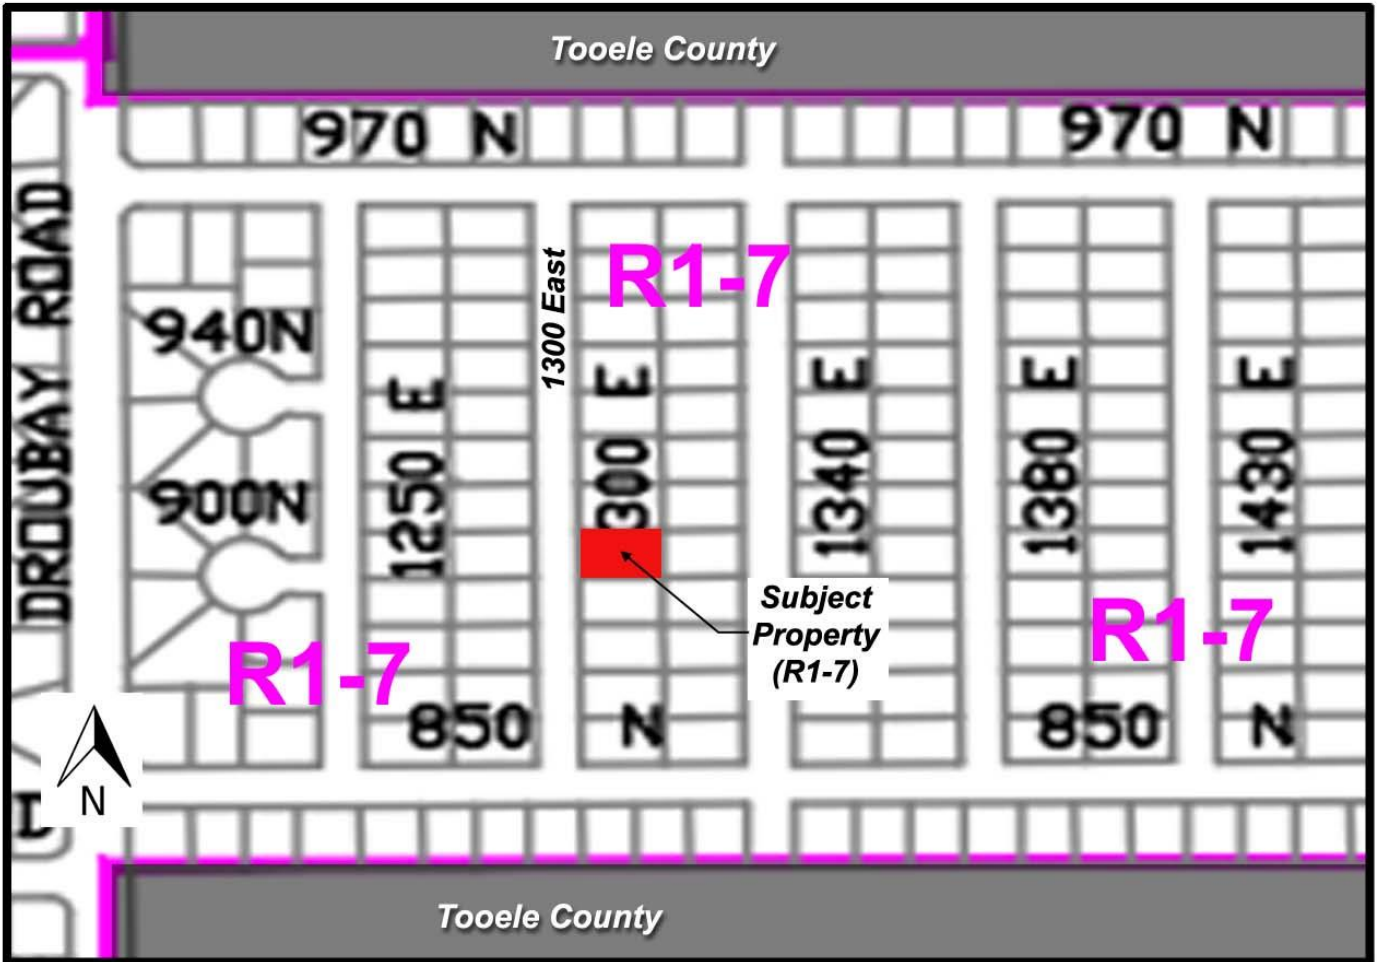 Tooele County
970 N
970 N
DROUBAY ROAD
940N
1300 East
R1-7
1250 E
300 E
1340 E
1380 E
1430 E
900N
Subject
Property
(R1-7)
R1-7
R1-7
850 N
850 N
N
D
Tooele County